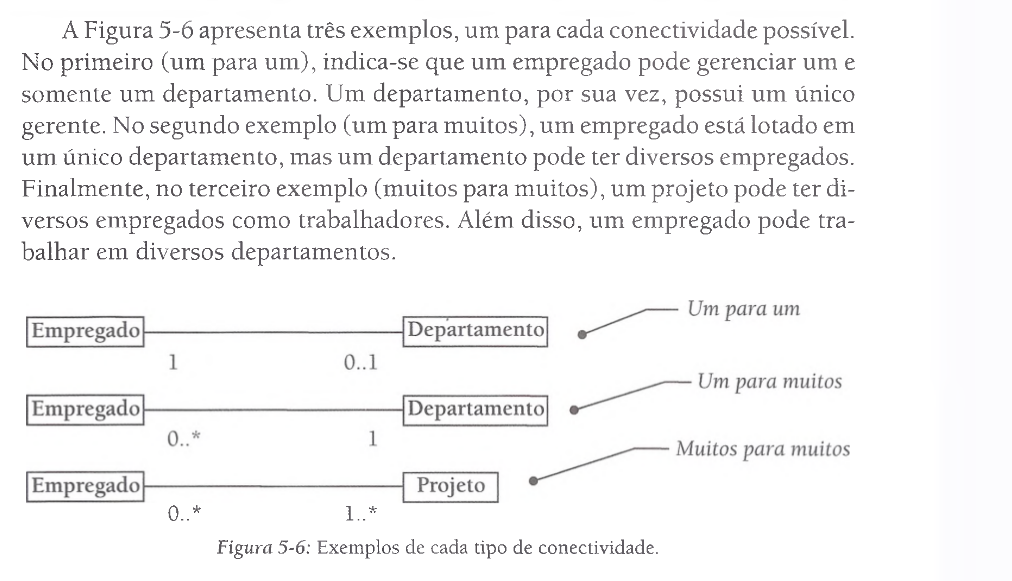 A Figura 5-6 apresenta três exemplos, um para cada conectividade possível.
No primeiro (um para um), indica-se que um empregado pode gerenciar um e
somente um departamento. Um departamento, por sua vez, possui um único
gerente. No segundo exemplo (um para muitos), um empregado está lotado em
um único departamento, mas um departamento pode ter diversos empregados.
Finalmente, no terceiro exemplo (muitos para muitos), um projeto pode ter di-
versos empregados como trabalhadores. Além disso, um empregado pode tra-
balhar em diversos departamentos.
Um para um
Empregado Departamento
1 0..1
Um para muitos
Empregado Departamento
0..* 1
Muitos para muitos
Empregado Projeto
0..* 1..*
Figura 5-6: Exemplos de cada tipo de conectividade.